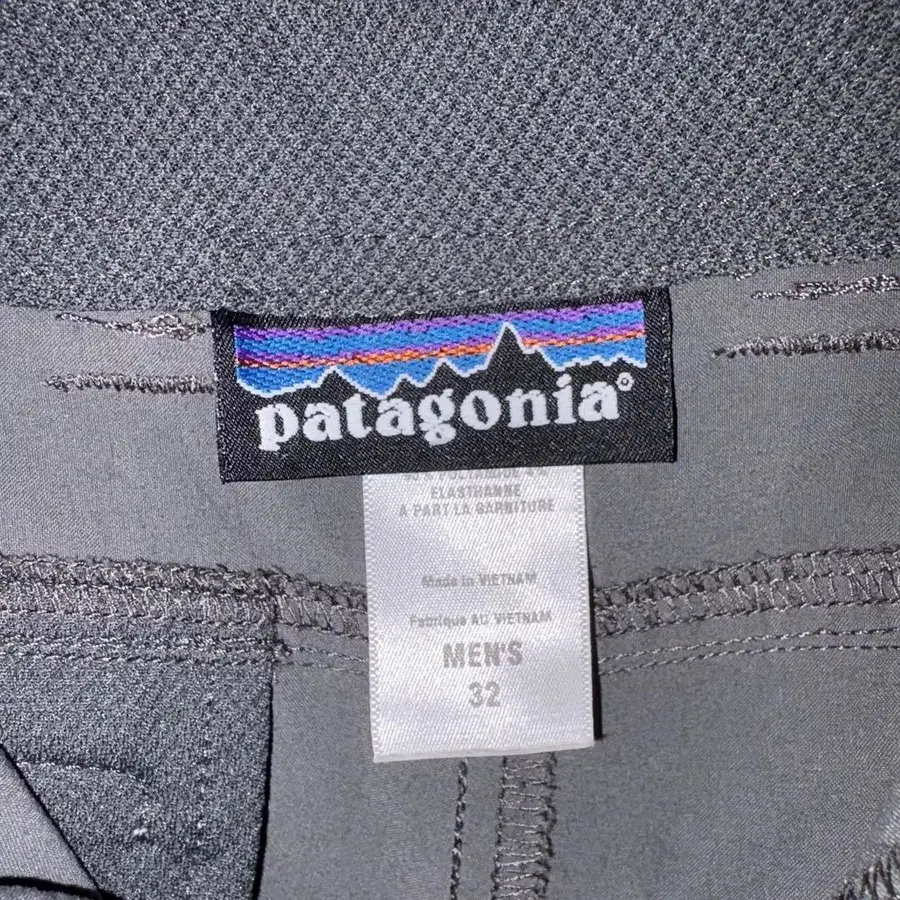 patagonia®
ELASTHANNE
A PART LA GARNITURE
Made in VIETNAM
Fabriqué AU VIETNAM
MEN'S
32